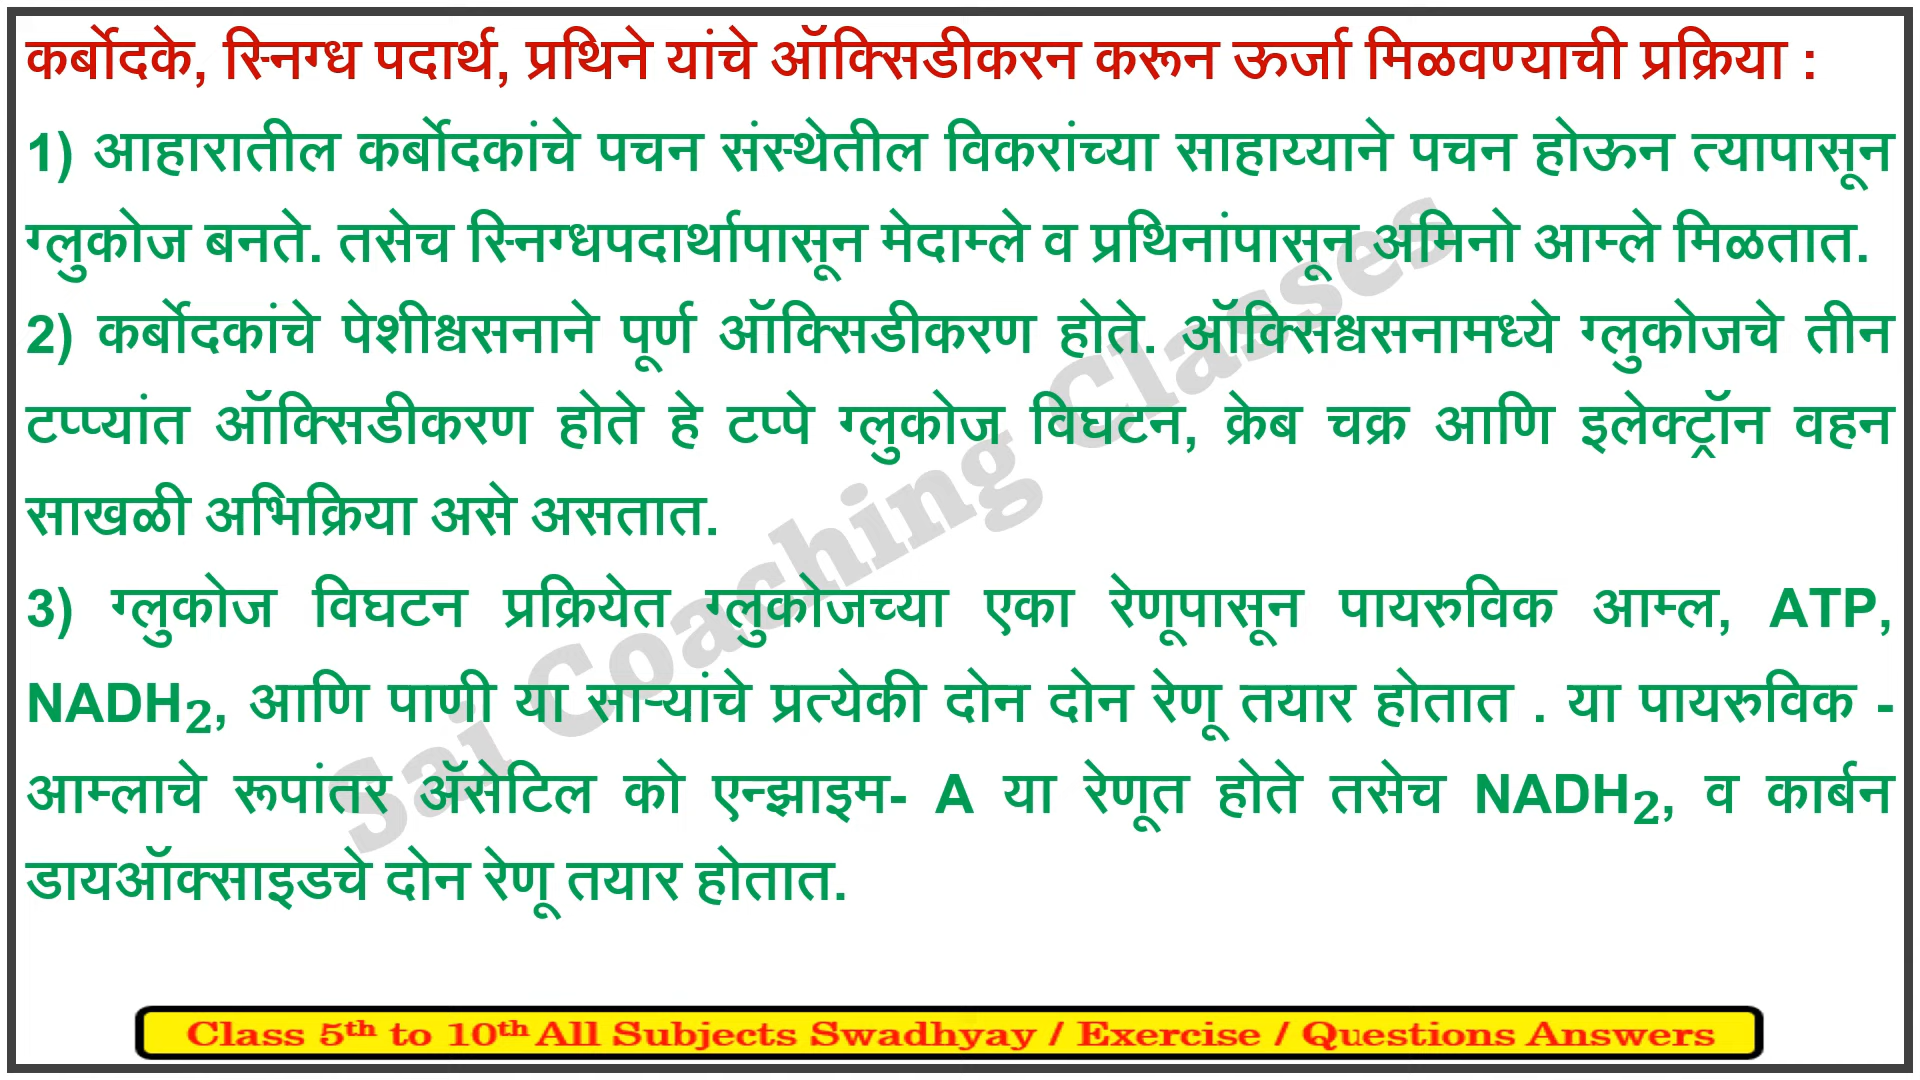 कर्बोदके, स्निग्ध पदार्थ, प्रथिने यांचे ऑक्सिडीकरन करून ऊर्जा मिळवण्याची प्रक्रिया :
1) आहारातील कर्बोदकांचे पचन संस्थेतील विकरांच्या साहाय्याने पचन होऊन त्यापासून
ग्लुकोज बनते. तसेच स्निग्धपदार्थापासून मेदाम्ले व प्रथिनांपासून अमिनो आम्ले मिळतात.
2) कर्बोदकांचे पेशीश्वसनाने पूर्ण ऑक्सिडीकरण होते. ऑक्सिश्वसनामध्ये ग्लुकोजचे तीन
टप्प्यांत ऑक्सिडीकरण होते हे टप्पे ग्लुकोज विघटन, क्रेब चक्र आणि इलेक्ट्रॉन वहन
साखळी अभिक्रिया असे असतात.
3) ग्लुकोज विघटन प्रक्रियेत ग्लुकोजच्या एका रेणूपासून पायरुविक आम्ल, ATP,
NADH₂, आणि पाणी या साऱ्यांचे प्रत्येकी दोन दोन रेणू तयार होतात . या पायरुविक -
आम्लाचे रूपांतर ॲसेटिल को एन्झाइम- A या रेणूत होते तसेच NADH₂, व कार्बन
डायऑक्साइडचे दोन रेणू तयार होतात.
Sai Coaching Classes
Class 5th to 10th All Subjects Swadhyay / Exercise / Questions Answers